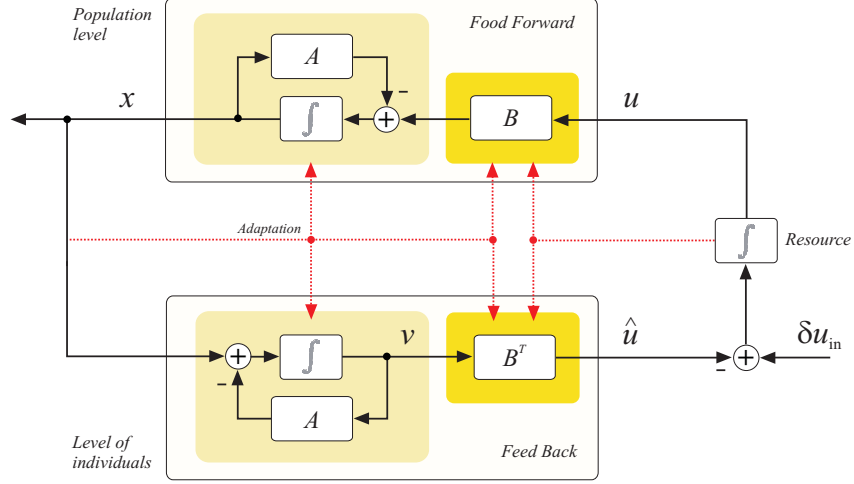 Population
level
Food Forward
A
x
-
u
∫
+
B
Adaptation
∫
Resource
∫
v
B^T
û
δu_in
+
-
-
+
A
Level of
individuals
Feed Back